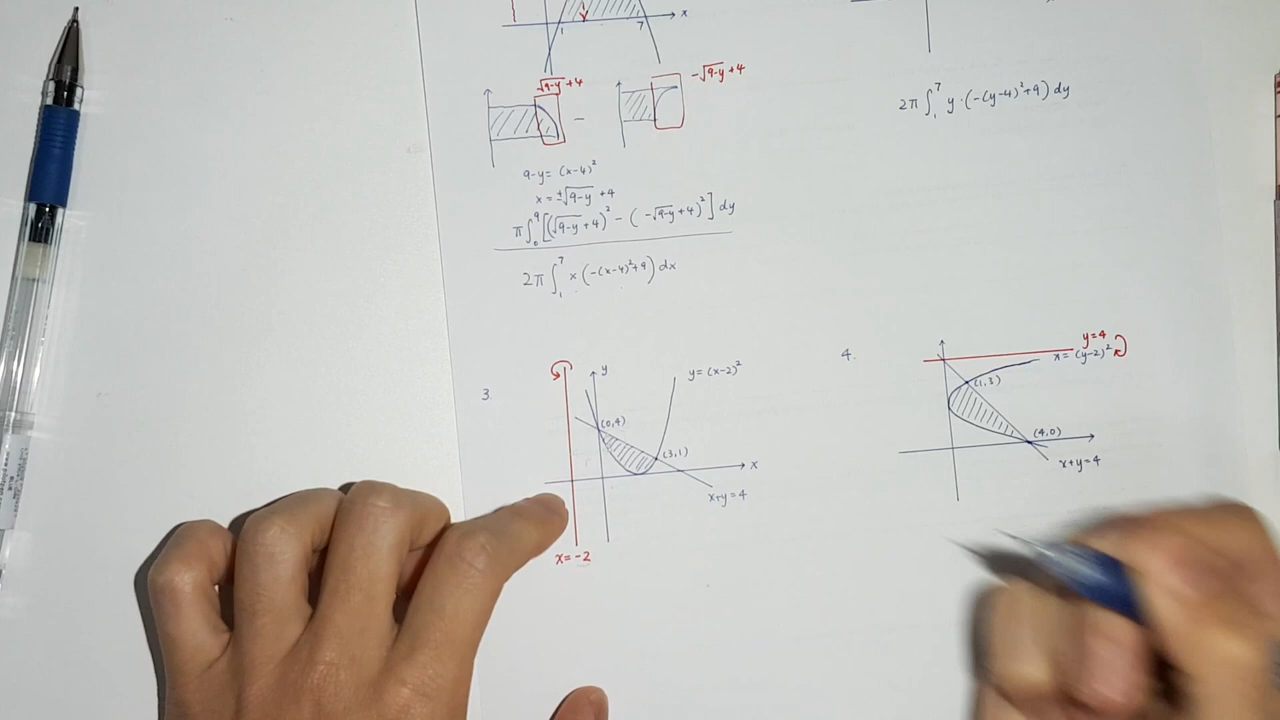 x
1
7
√9-y +4
-√9-y +4
-
9-y = (x-4)²
x = ±√9-y +4
π∫₀⁹[(√9-y +4)² - (-√9-y +4)²] dy
2π∫₁⁷ x (-(x-4)²+9) dx
2π∫₁⁷ y·(-(y-4)²+9) dy
3.
y
y = (x-2)²
(0,4)
(3,1)
x
x+y=4
x=-2
4.
y=4
x = (y-2)²
(1,3)
(4,0)
x+y=4